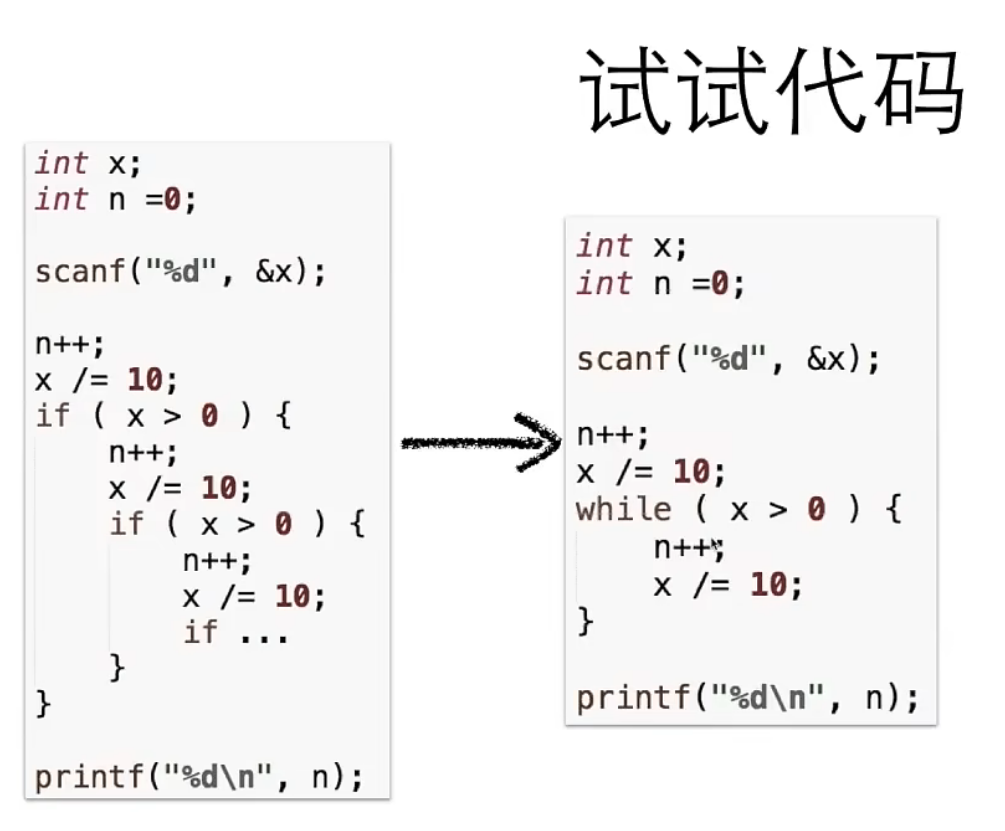 试试代码
int x;
int n =0;
scanf("%d", &x);
n++;
x /= 10;
if ( x > 0 ) {
n++;
x /= 10;
if ( x > 0 ) {
n++;
x /= 10;
if ...
}
}
printf("%d\n", n);
int x;
int n =0;
scanf("%d", &x);
n++;
x /= 10;
while ( x > 0 ) {
n++;
x /= 10;
}
printf("%d\n", n);